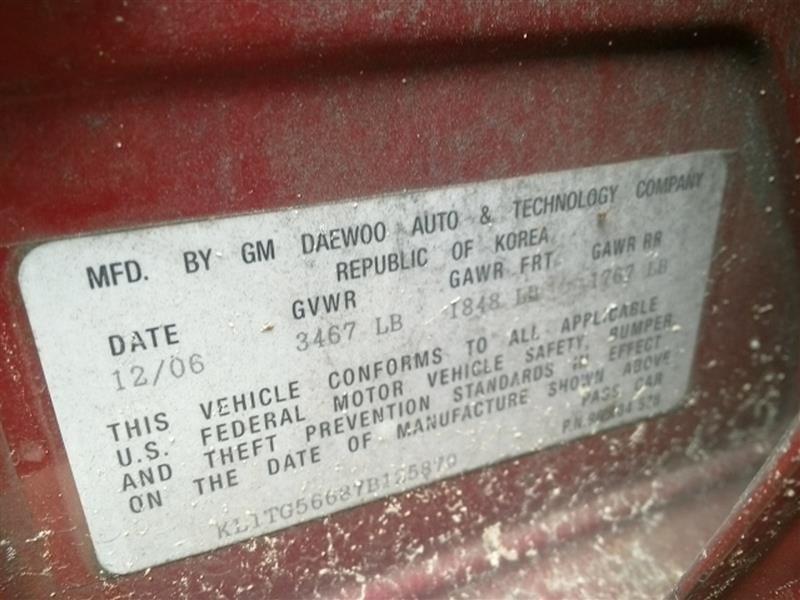 MFD. BY GM DAEWOO AUTO & TECHNOLOGY COMPANY
REPUBLIC OF KOREA
DATE GVWR GAWR FRT GAWR RR
12/06 3467 LB 1848 LB 1767 LB
THIS VEHICLE CONFORMS TO ALL APPLICABLE
U.S. FEDERAL MOTOR VEHICLE SAFETY, BUMPER
AND THEFT PREVENTION STANDARDS IN EFFECT
ON THE DATE OF MANUFACTURE SHOWN ABOVE
PASS CAR
P.N.